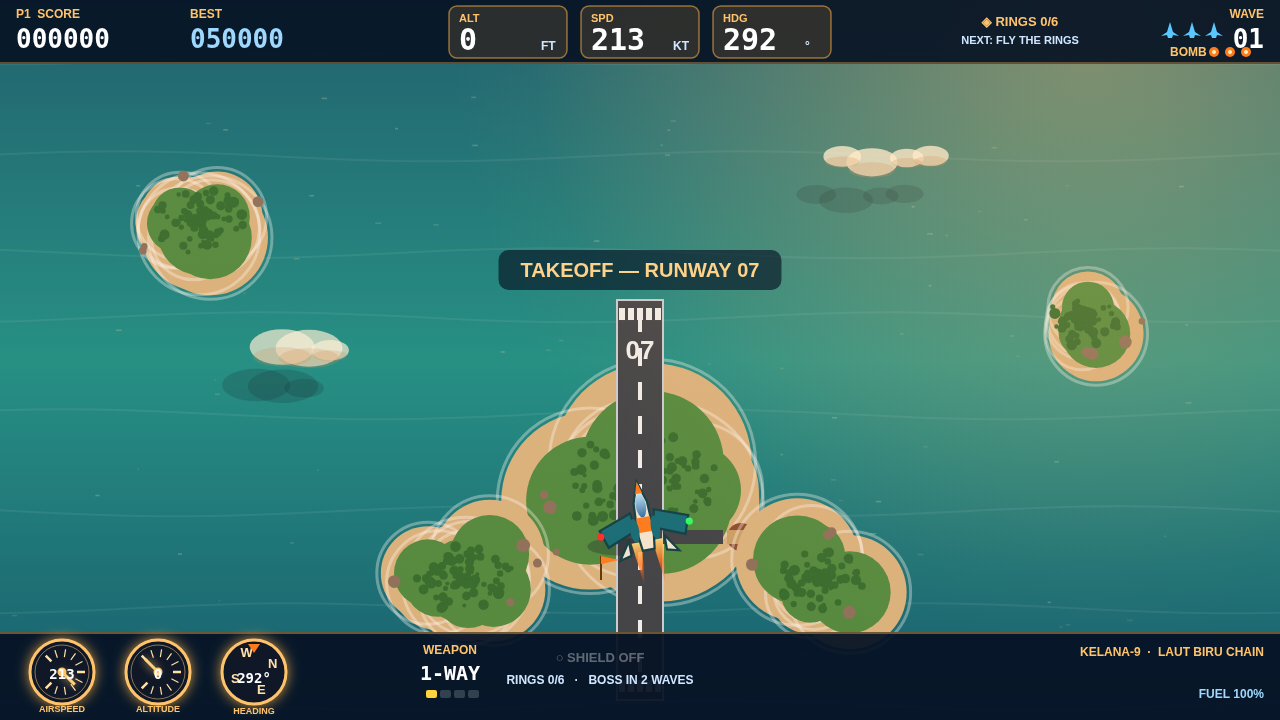 P1 SCORE
000000
BEST
050000
ALT
0 FT
SPD
213 KT
HDG
292 °
◈ RINGS 0/6
NEXT: FLY THE RINGS
WAVE
01
BOMB
TAKEOFF — RUNWAY 07
07
213
AIRSPEED
0
ALTITUDE
W
N
S
E
292°
HEADING
WEAPON
1-WAY
○ SHIELD OFF
RINGS 0/6 · BOSS IN 2 WAVES
KELANA-9 · LAUT BIRU CHAIN
FUEL 100%